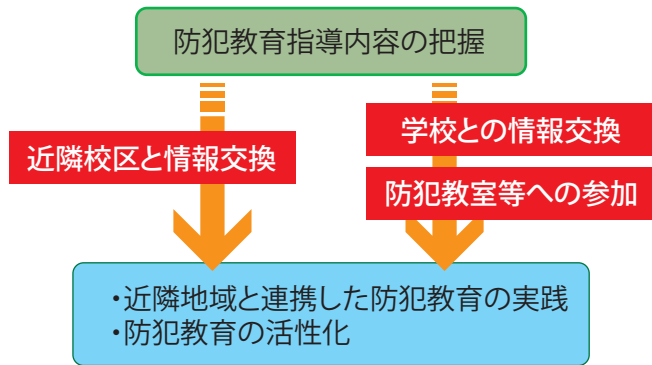 防犯教育指導内容の把握
近隣校区と情報交換
学校との情報交換
防犯教室等への参加
・近隣地域と連携した防犯教育の実践
・防犯教育の活性化